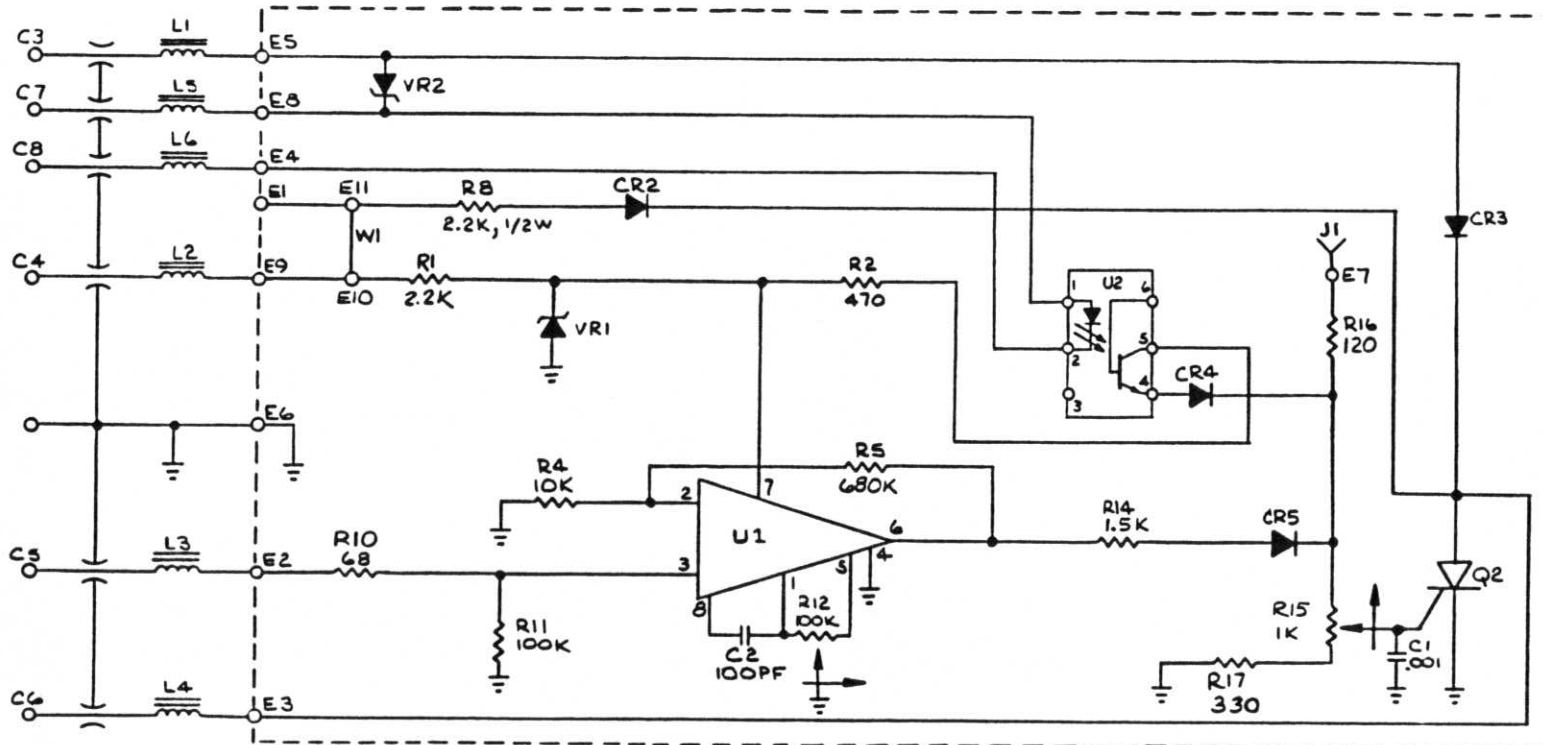 C3
L1
E5
VR2
C7
L5
E8
C8
L6
E4
E1
E11
R8
2.2K, 1/2W
CR2
W1
C4
L2
E9
E10
R1
2.2K
VR1
R2
470
J1
E7
CR3
1
U2
6
R16
120
2
5
4
3
CR4
E6
R4
10K
R5
680K
2
7
U1
6
R14
1.5K
CR5
C5
L3
E2
R10
68
3
4
5
1
8
R12
100K
Q2
R11
100K
C2
100PF
R15
1K
C1
.001
R17
330
C6
L4
E3